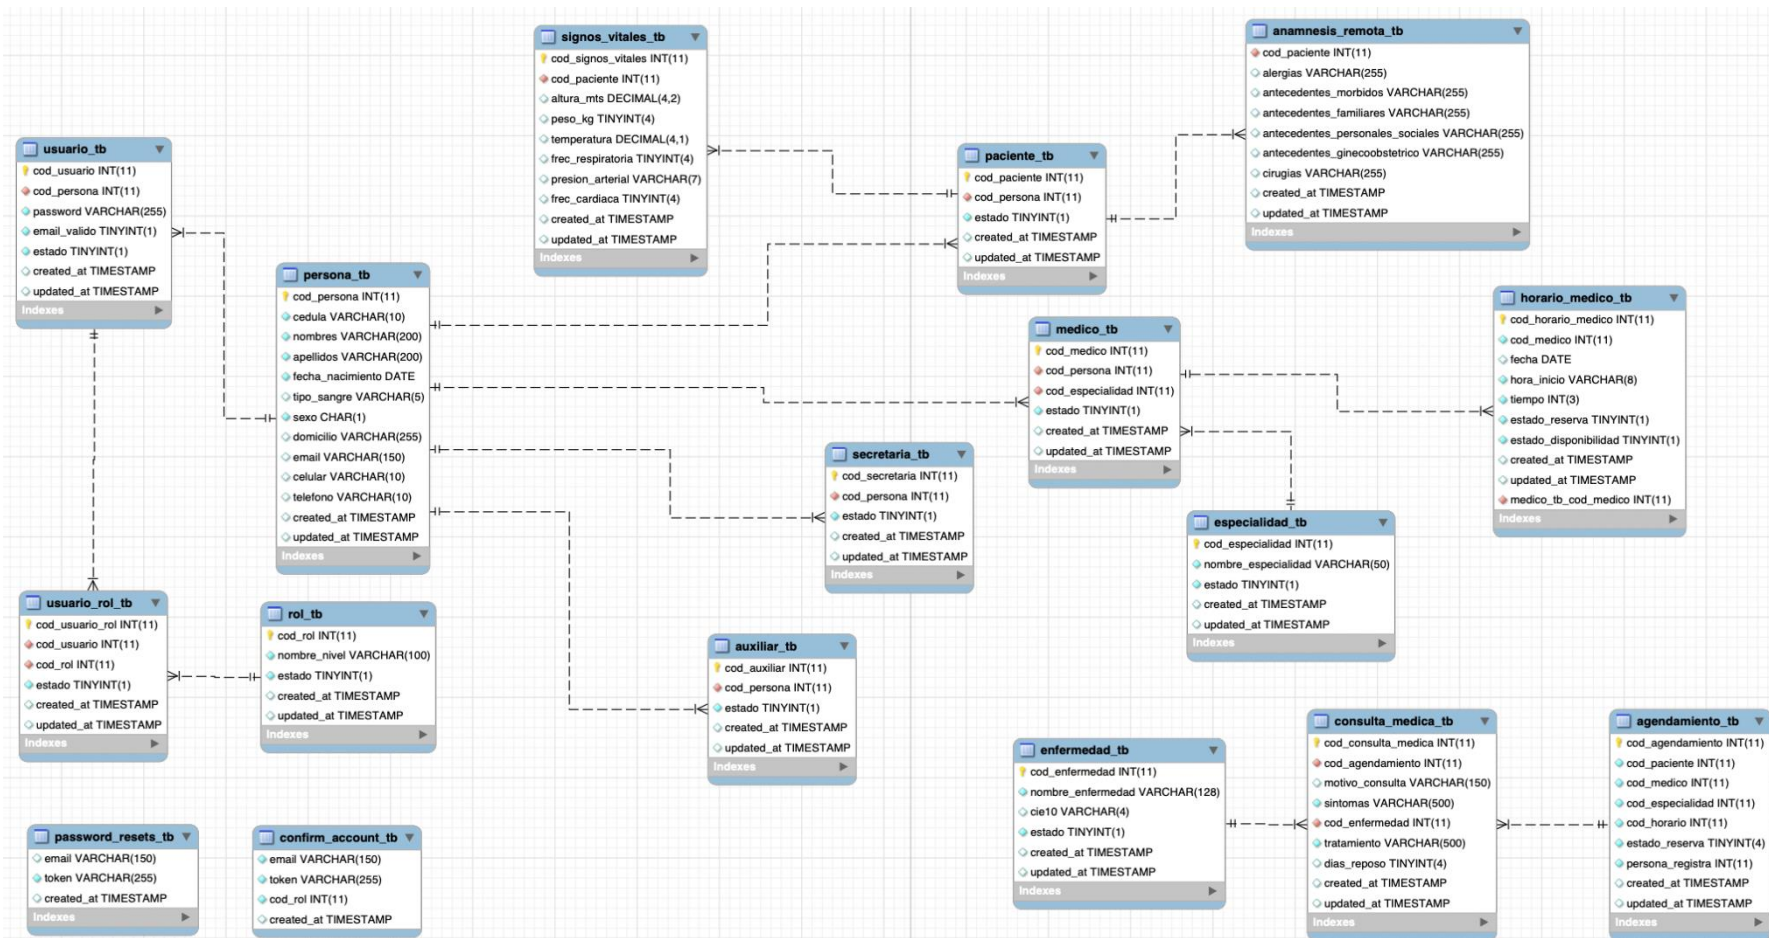 signos_vitales_tb
cod_signos_vitales INT(11)
cod_paciente INT(11)
altura_mts DECIMAL(4,2)
peso_kg TINYINT(4)
temperatura DECIMAL(4,1)
frec_respiratoria TINYINT(4)
presion_arterial VARCHAR(7)
frec_cardiaca TINYINT(4)
created_at TIMESTAMP
updated_at TIMESTAMP
Indexes
anamnesis_remota_tb
cod_paciente INT(11)
alergias VARCHAR(255)
antecedentes_morbidos VARCHAR(255)
antecedentes_familiares VARCHAR(255)
antecedentes_personales_sociales VARCHAR(255)
antecedentes_ginecoobstetrico VARCHAR(255)
cirugias VARCHAR(255)
created_at TIMESTAMP
updated_at TIMESTAMP
Indexes
usuario_tb
cod_usuario INT(11)
cod_persona INT(11)
password VARCHAR(255)
email_valido TINYINT(1)
estado TINYINT(1)
created_at TIMESTAMP
updated_at TIMESTAMP
Indexes
paciente_tb
cod_paciente INT(11)
cod_persona INT(11)
estado TINYINT(1)
created_at TIMESTAMP
updated_at TIMESTAMP
Indexes
persona_tb
cod_persona INT(11)
cedula VARCHAR(10)
nombres VARCHAR(200)
apellidos VARCHAR(200)
fecha_nacimiento DATE
tipo_sangre VARCHAR(5)
sexo CHAR(1)
domicilio VARCHAR(255)
email VARCHAR(150)
celular VARCHAR(10)
telefono VARCHAR(10)
created_at TIMESTAMP
updated_at TIMESTAMP
Indexes
medico_tb
cod_medico INT(11)
cod_persona INT(11)
cod_especialidad INT(11)
estado TINYINT(1)
created_at TIMESTAMP
updated_at TIMESTAMP
Indexes
horario_medico_tb
cod_horario_medico INT(11)
cod_medico INT(11)
fecha DATE
hora_inicio VARCHAR(8)
tiempo INT(3)
estado_reserva TINYINT(1)
estado_disponibilidad TINYINT(1)
created_at TIMESTAMP
updated_at TIMESTAMP
medico_tb_cod_medico INT(11)
Indexes
secretaria_tb
cod_secretaria INT(11)
cod_persona INT(11)
estado TINYINT(1)
created_at TIMESTAMP
updated_at TIMESTAMP
Indexes
especialidad_tb
cod_especialidad INT(11)
nombre_especialidad VARCHAR(50)
estado TINYINT(1)
created_at TIMESTAMP
updated_at TIMESTAMP
Indexes
usuario_rol_tb
cod_usuario_rol INT(11)
cod_usuario INT(11)
cod_rol INT(11)
estado TINYINT(1)
created_at TIMESTAMP
updated_at TIMESTAMP
Indexes
rol_tb
cod_rol INT(11)
nombre_nivel VARCHAR(100)
estado TINYINT(1)
created_at TIMESTAMP
updated_at TIMESTAMP
Indexes
auxiliar_tb
cod_auxiliar INT(11)
cod_persona INT(11)
estado TINYINT(1)
created_at TIMESTAMP
updated_at TIMESTAMP
Indexes
enfermedad_tb
cod_enfermedad INT(11)
nombre_enfermedad VARCHAR(128)
cie10 VARCHAR(4)
estado TINYINT(1)
created_at TIMESTAMP
updated_at TIMESTAMP
Indexes
consulta_medica_tb
cod_consulta_medica INT(11)
cod_agendamiento INT(11)
motivo_consulta VARCHAR(150)
sintomas VARCHAR(500)
cod_enfermedad INT(11)
tratamiento VARCHAR(500)
dias_reposo TINYINT(4)
created_at TIMESTAMP
updated_at TIMESTAMP
Indexes
agendamiento_tb
cod_agendamiento INT(11)
cod_paciente INT(11)
cod_medico INT(11)
cod_especialidad INT(11)
cod_horario INT(11)
estado_reserva TINYINT(4)
persona_registra INT(11)
created_at TIMESTAMP
updated_at TIMESTAMP
Indexes
password_resets_tb
email VARCHAR(150)
token VARCHAR(255)
created_at TIMESTAMP
Indexes
confirm_account_tb
email VARCHAR(150)
token VARCHAR(255)
cod_rol INT(11)
created_at TIMESTAMP